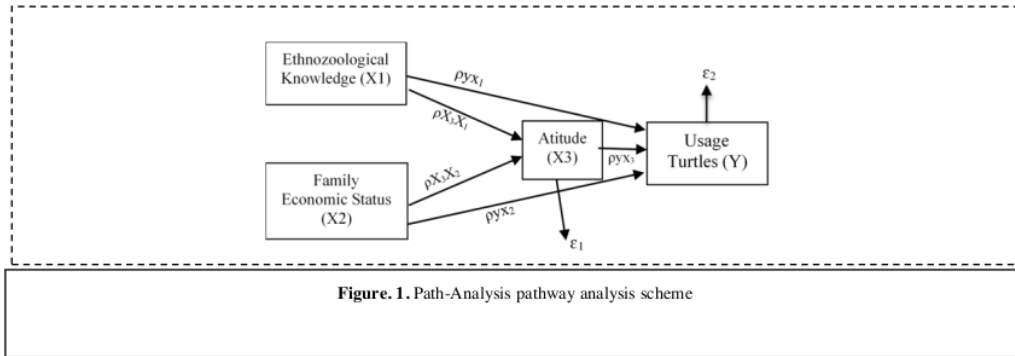 Ethnozoological
Knowledge (X1)
ρyx₁
ρX₃X₁
ε₂
Atitude
(X3)
ρyx₃
Usage
Turtles (Y)
Family
Economic Status
(X2)
ρX₃X₂
ρyx₂
ε₁
Figure. 1. Path-Analysis pathway analysis scheme